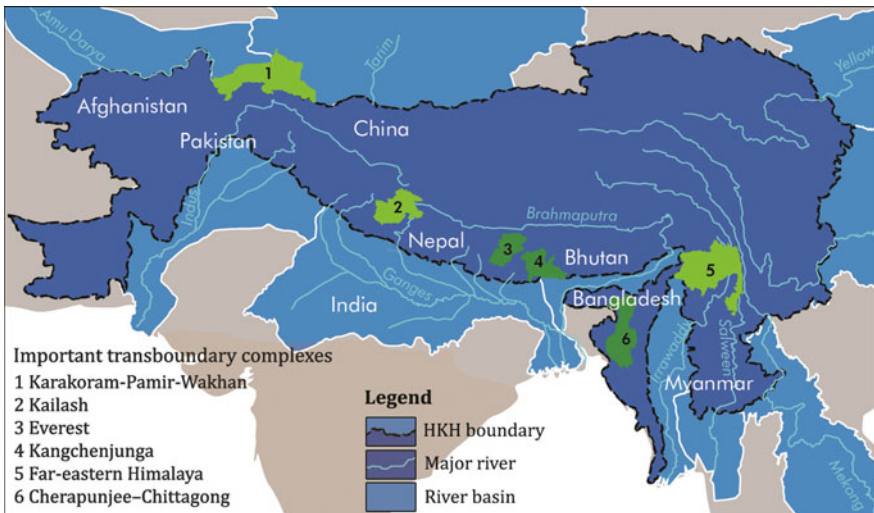 Amu Darya
Tarim
Yellow
1
Afghanistan
China
Pakistan
Indus
2
Brahmaputra
Nepal
3
4
Bhutan
5
Ganges
India
Bangladesh
6
Irrawaddy
Salween
Myanmar
Mekong
Important transboundary complexes
1 Karakoram-Pamir-Wakhan
2 Kailash
3 Everest
4 Kangchenjunga
5 Far-eastern Himalaya
6 Cherapunjee–Chittagong
Legend
HKH boundary
Major river
River basin